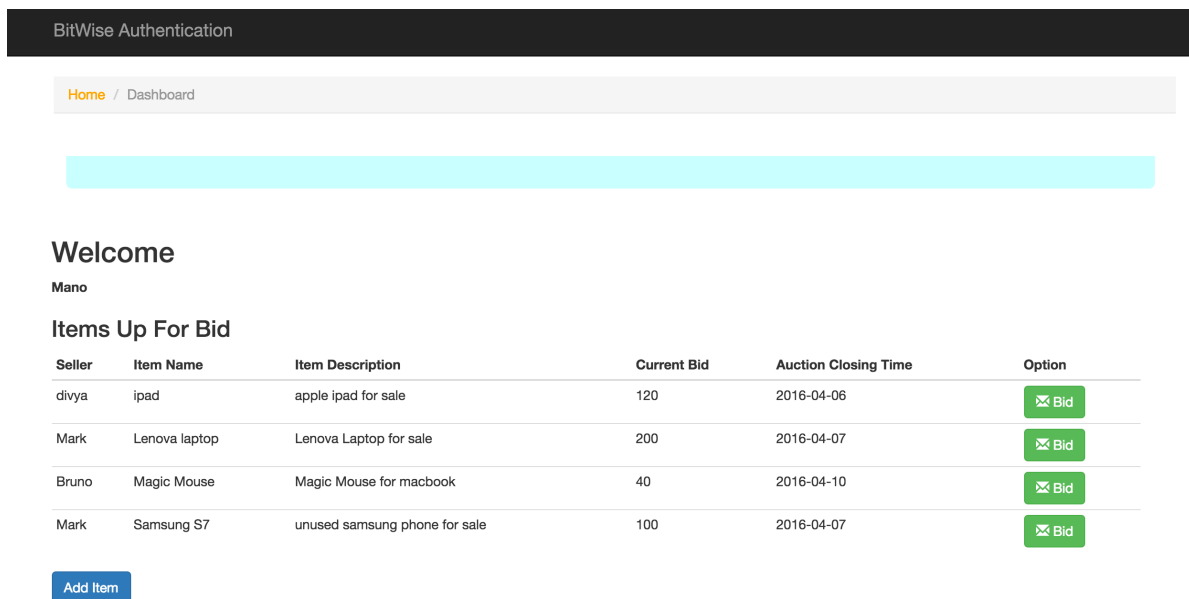 BitWise Authentication
Home / Dashboard
Welcome
Mano
Items Up For Bid
Seller Item Name Item Description Current Bid Auction Closing Time Option
divya ipad apple ipad for sale 120 2016-04-06 Bid
Mark Lenova laptop Lenova Laptop for sale 200 2016-04-07 Bid
Bruno Magic Mouse Magic Mouse for macbook 40 2016-04-10 Bid
Mark Samsung S7 unused samsung phone for sale 100 2016-04-07 Bid
Add Item